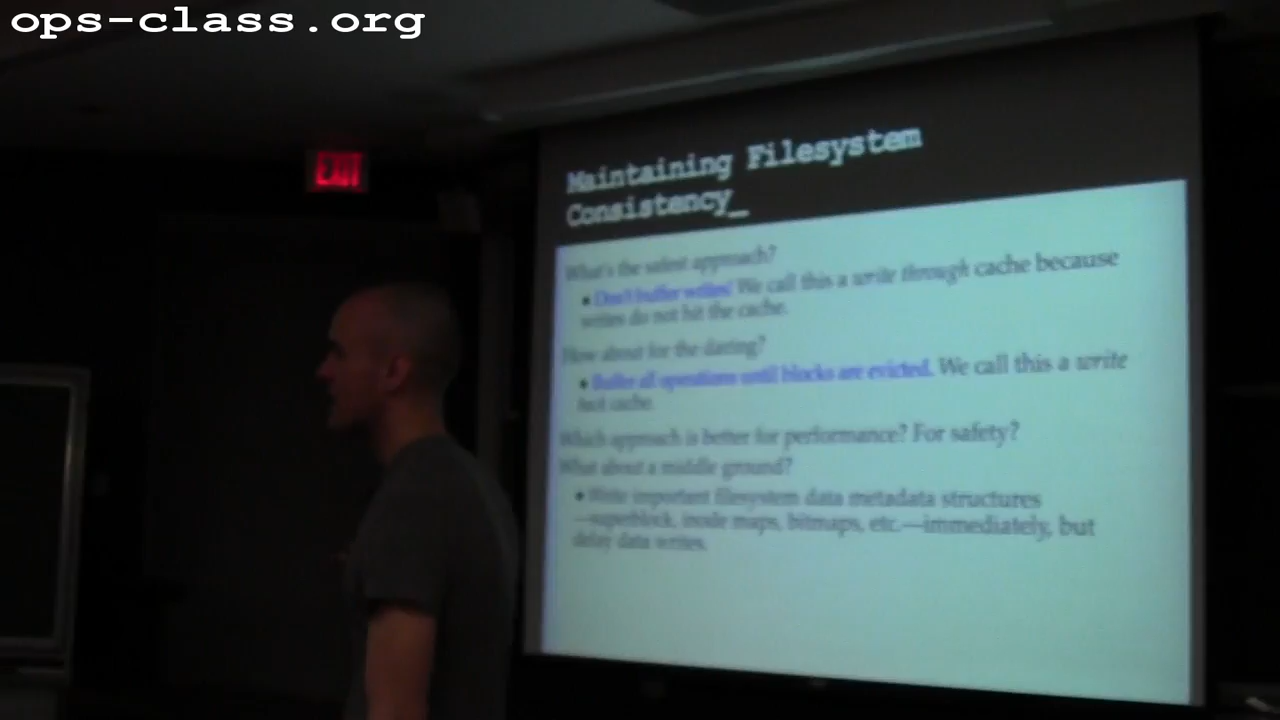 ops-class.org
EXIT
Maintaining Filesystem
Consistency_
What's the safest approach?
• Don't buffer writes! We call this a write through cache because
writes do not hit the cache.
How about for the daring?
• Buffer all operations until blocks are evicted. We call this a write
back cache.
Which approach is better for performance? For safety?
What about a middle ground?
• Write important filesystem data metadata structures
—superblock, inode maps, bitmaps, etc.—immediately, but
delay data writes.